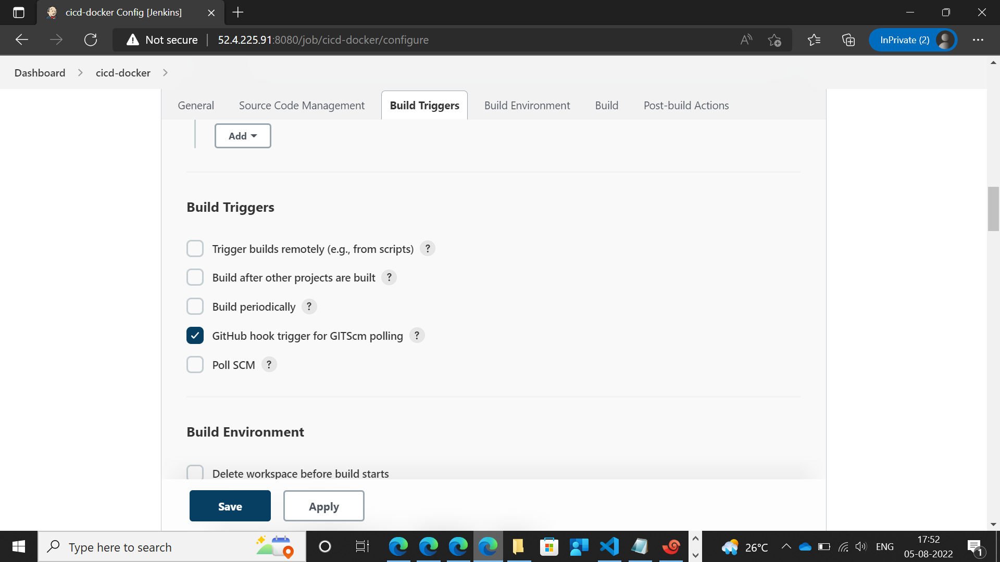 cicd-docker Config [Jenkins]
Not secure
52.4.225.91:8080/job/cicd-docker/configure
InPrivate (2)
Dashboard
cicd-docker
General
Source Code Management
Build Triggers
Build Environment
Build
Post-build Actions
Add
Build Triggers
Trigger builds remotely (e.g., from scripts) ?
Build after other projects are built ?
Build periodically ?
GitHub hook trigger for GITScm polling ?
Poll SCM ?
Build Environment
Delete workspace before build starts
Save
Apply
Type here to search
26°C
ENG
17:52
05-08-2022
1